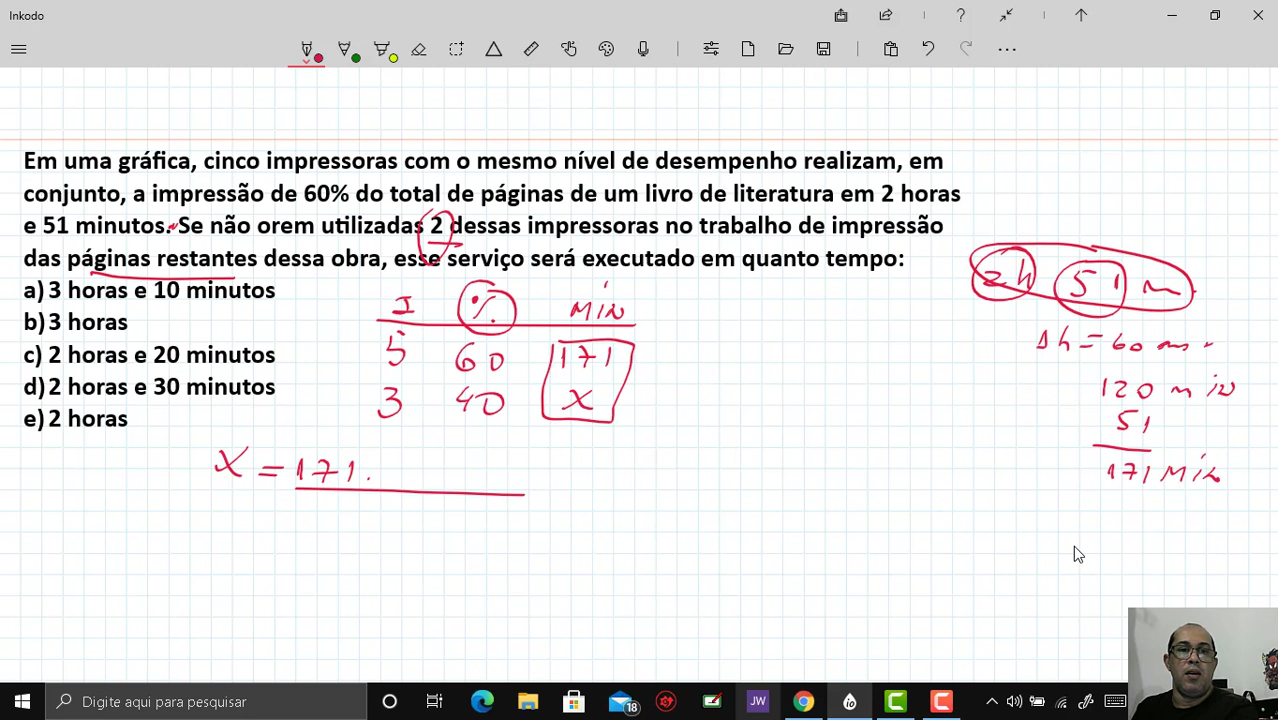 Inkodo
Em uma gráfica, cinco impressoras com o mesmo nível de desempenho realizam, em
conjunto, a impressão de 60% do total de páginas de um livro de literatura em 2 horas
e 51 minutos. Se não orem utilizadas 2 dessas impressoras no trabalho de impressão
das páginas restantes dessa obra, esse serviço será executado em quanto tempo:
a) 3 horas e 10 minutos
b) 3 horas
c) 2 horas e 20 minutos
d) 2 horas e 30 minutos
e) 2 horas
I % MIN
5 60 171
3 40 X
X = 171.
2h 51 m
1h = 60 min.
120 min
51
171 MIN
Digite aqui para pesquisar
18
JW
io